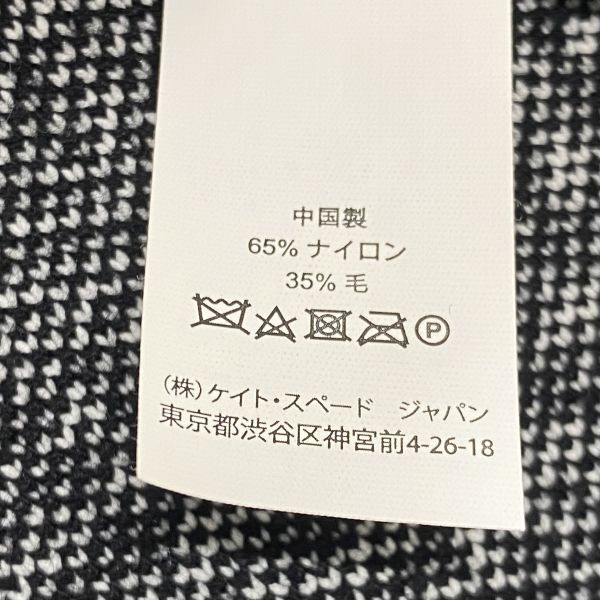 中国製
65% ナイロン
35% 毛
P
(株)ケイト・スペード ジャパン
東京都渋谷区神宮前4-26-18